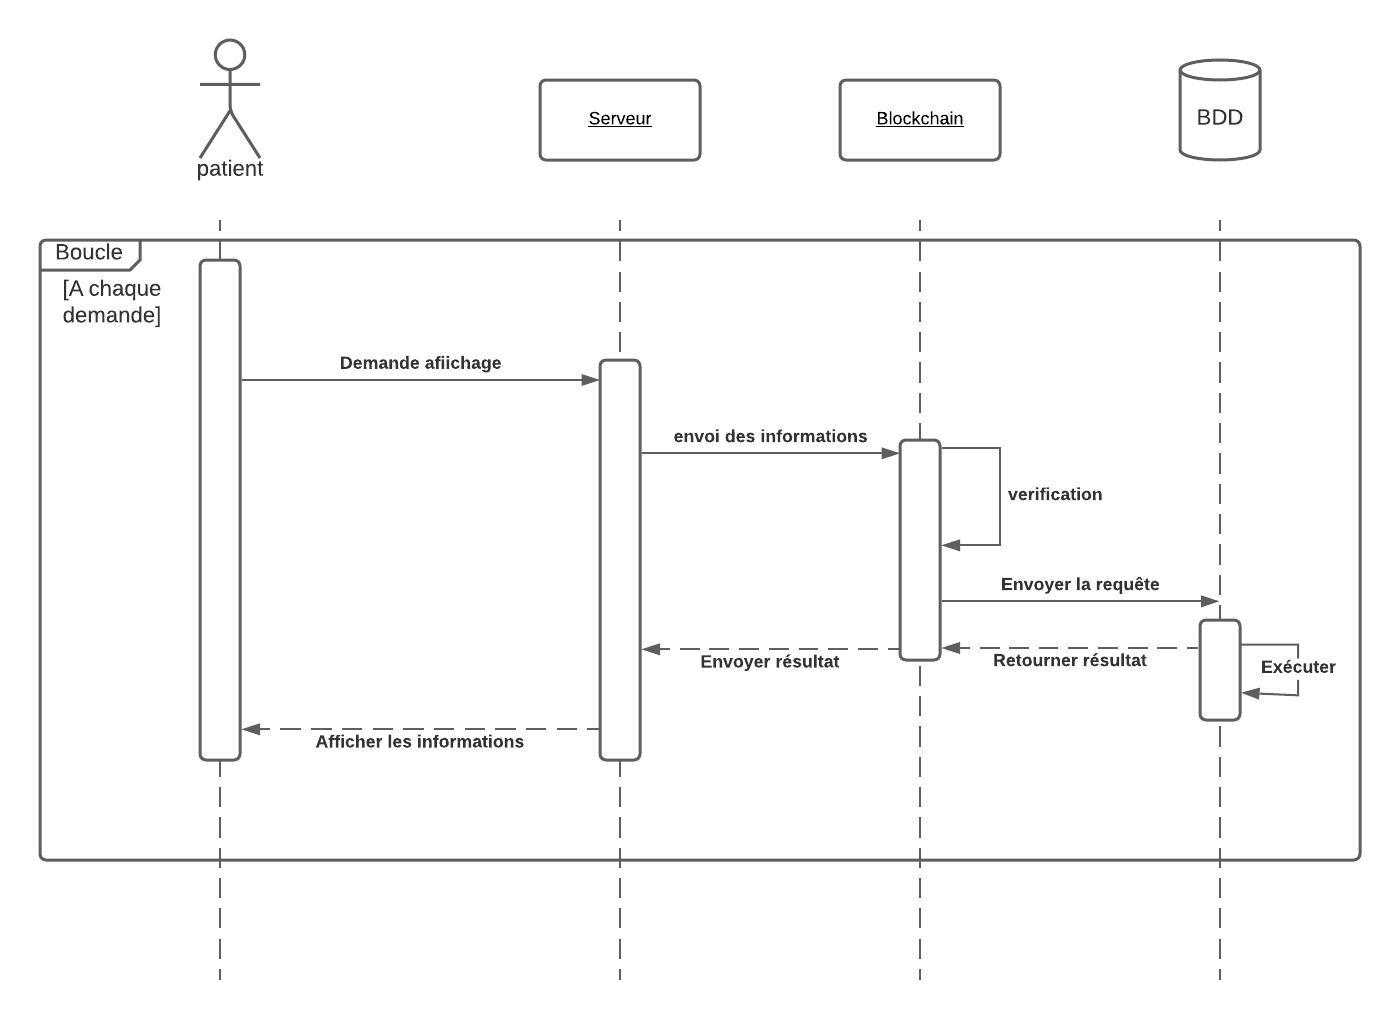 patient
Serveur
Blockchain
BDD
Boucle
[A chaque
demande]
Demande afiichage
envoi des informations
verification
Envoyer la requête
Envoyer résultat
Retourner résultat
Exécuter
Afficher les informations